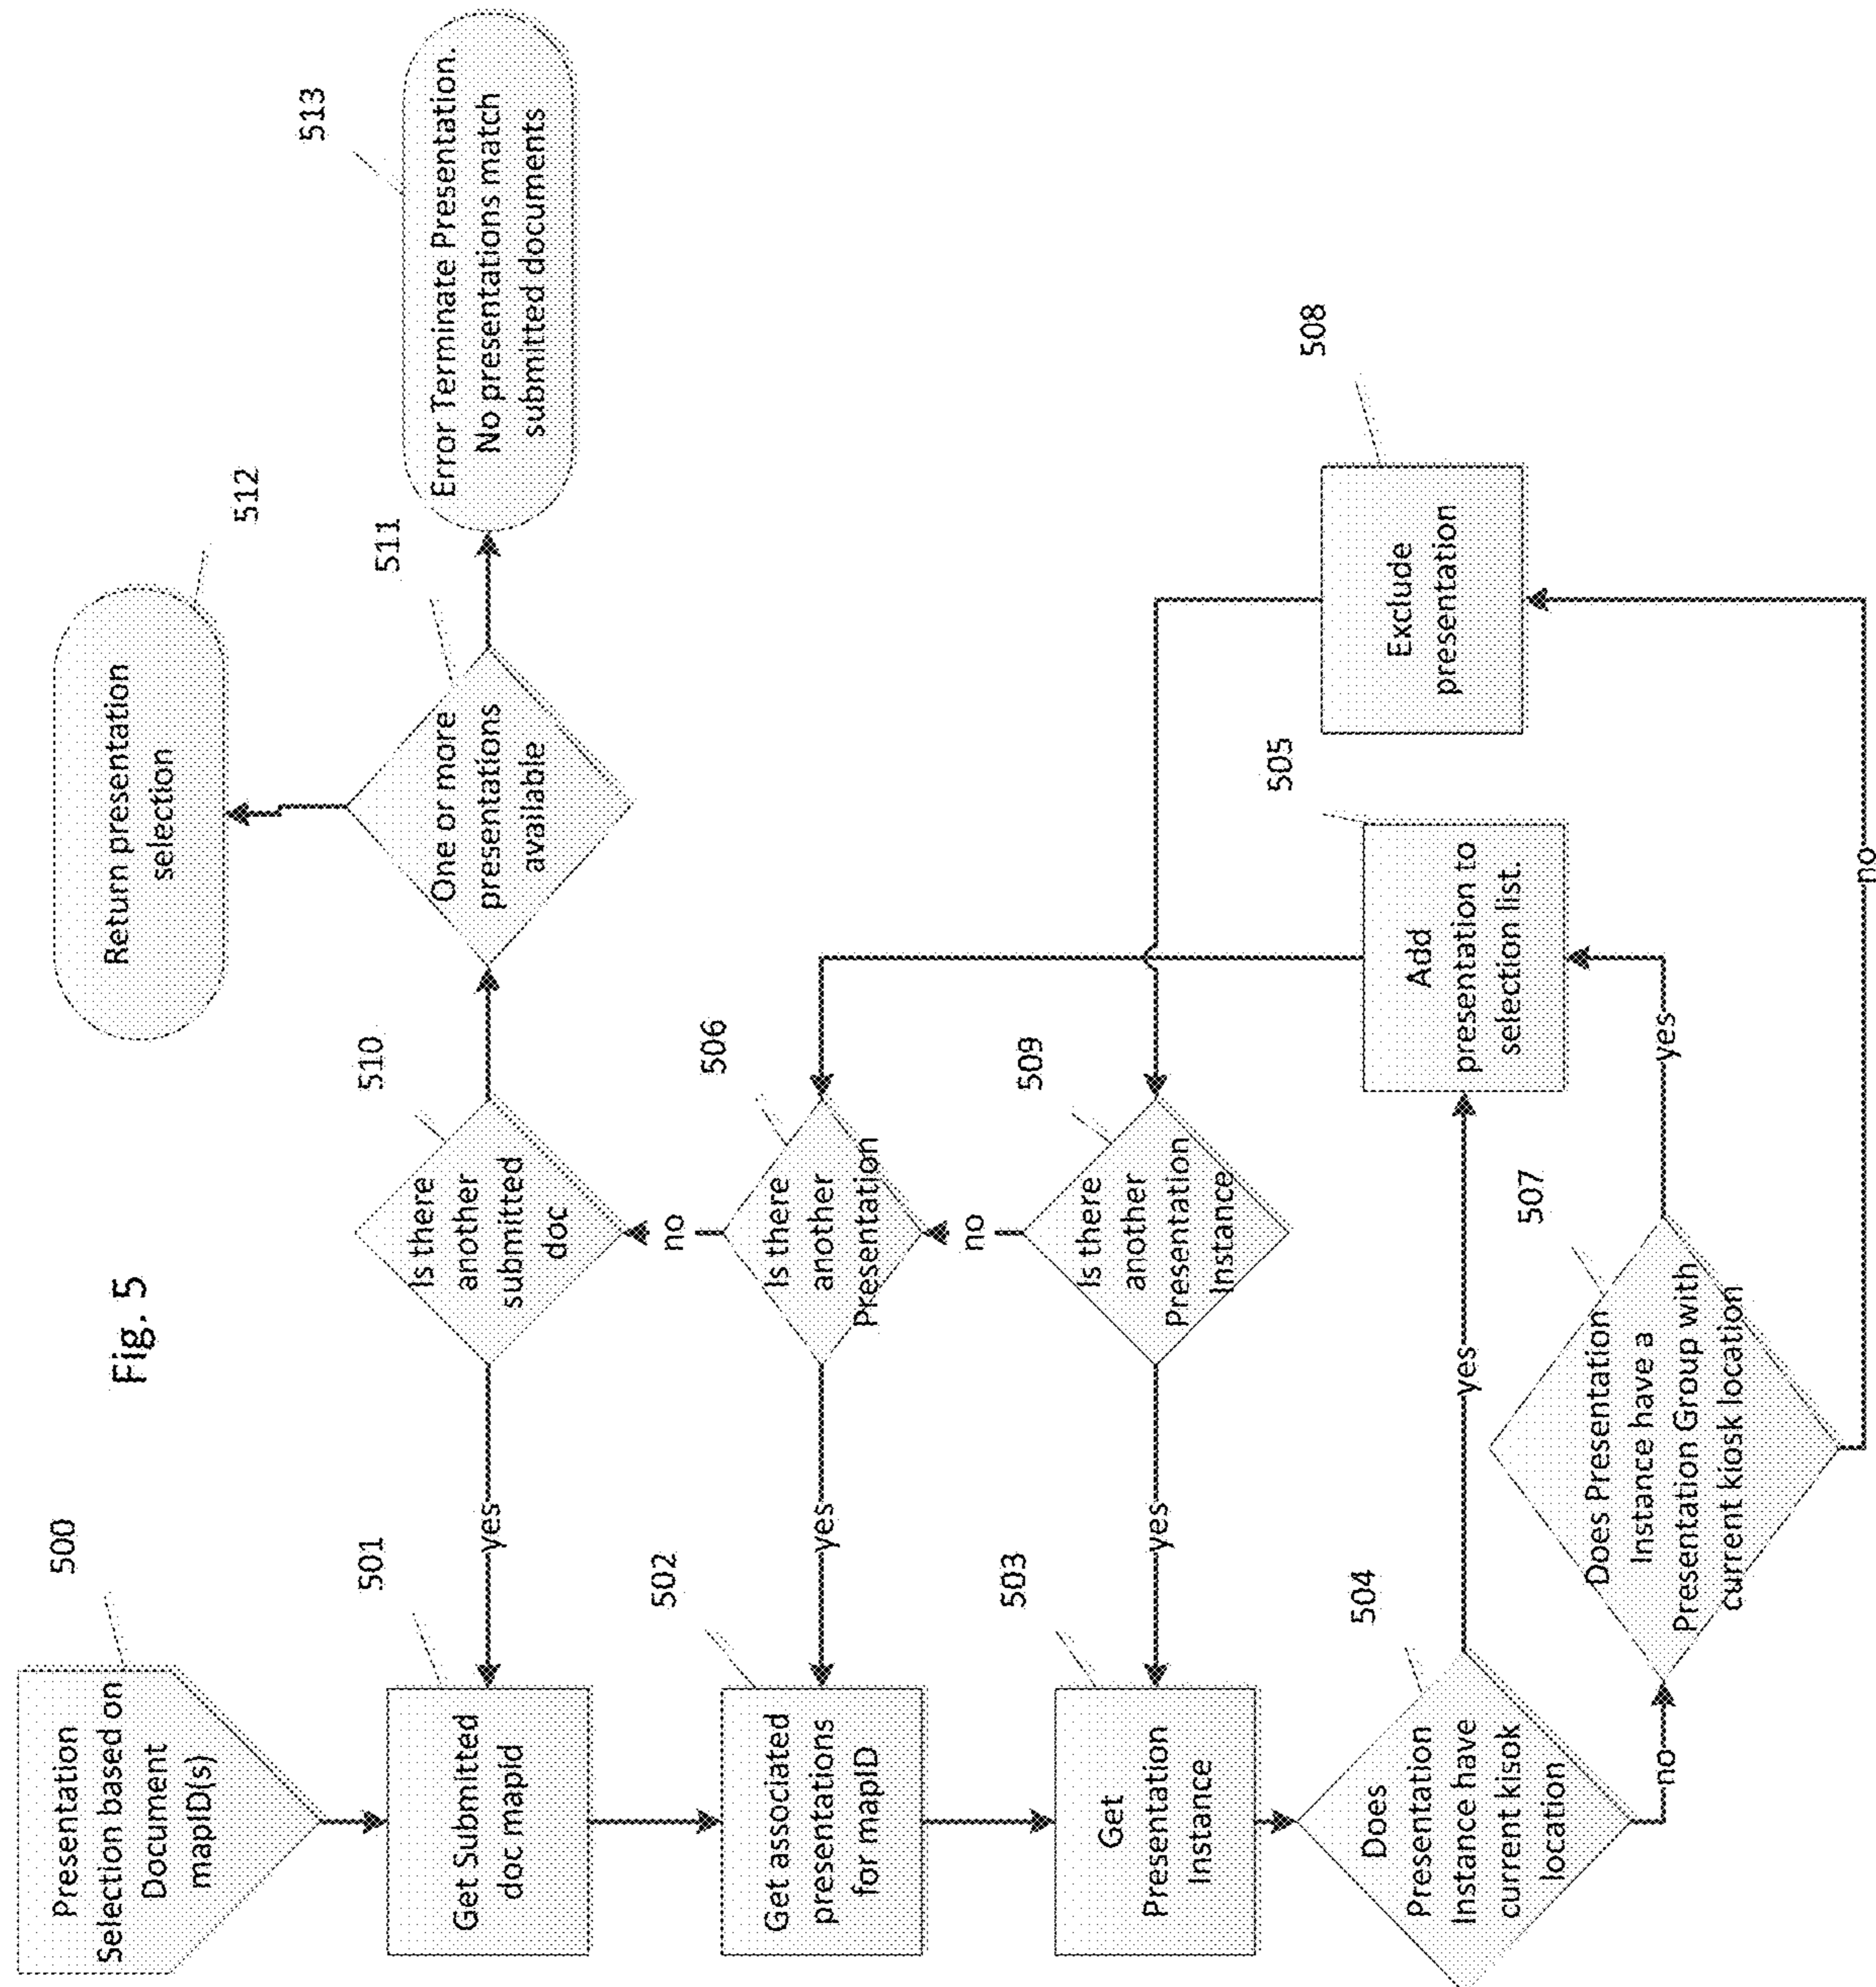 Fig. 5
500
Presentation
Selection based on
Document
mapID(s)
501
Get Submitted
doc mapId
502
Get associated
presentations
for mapID
503
Get
Presentation
Instance
504
Does
Presentation
Instance have
current kisok
location
yes
no
507
Does Presentation
Instance have a
Presentation Group with
current kiosk location
yes
no
505
Add
presentation to
selection list.
508
Exclude
presentation
509
Is there
another
Presentation
Instance
yes
no
506
Is there
another
Presentation
yes
no
510
Is there
another
submitted
doc
yes
511
One or more
presentations
available
512
Return presentation
selection
513
Error Terminate Presentation.
No presentations match
submitted documents